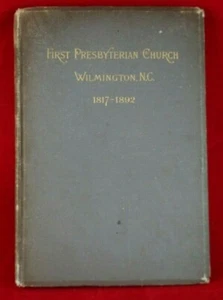 First Presbyterian Church
Wilmington, N.C.
1817-1892